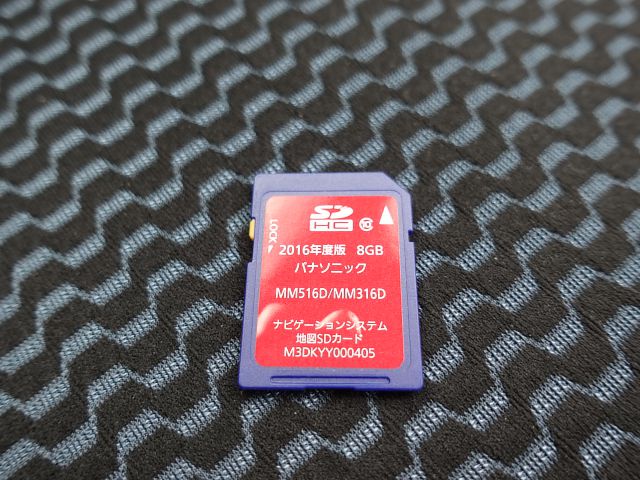 SD
HC 10
LOCK
2016年度版 8GB
パナソニック
MM516D/MM316D
ナビゲーションシステム
地図SDカード
M3DKYY000405